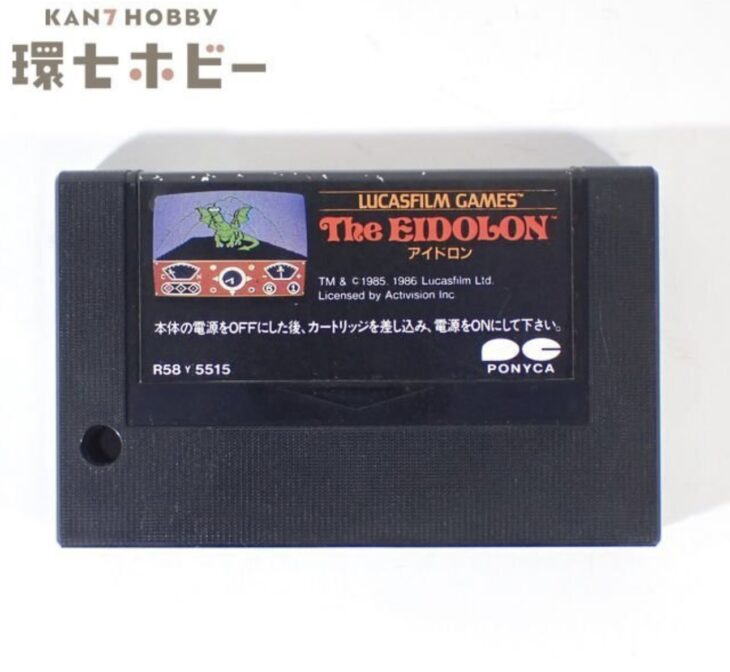 KAN7 HOBBY
環七ホビー
LUCASFILM GAMES™
The EIDOLON™
アイドロン
TM & ©1985. 1986 Lucasfilm Ltd.
Licensed by Activision Inc
本体の電源をOFFにした後、カートリッジを差し込み、電源をONにして下さい。
R58 Y 5515
PC
PONYCA